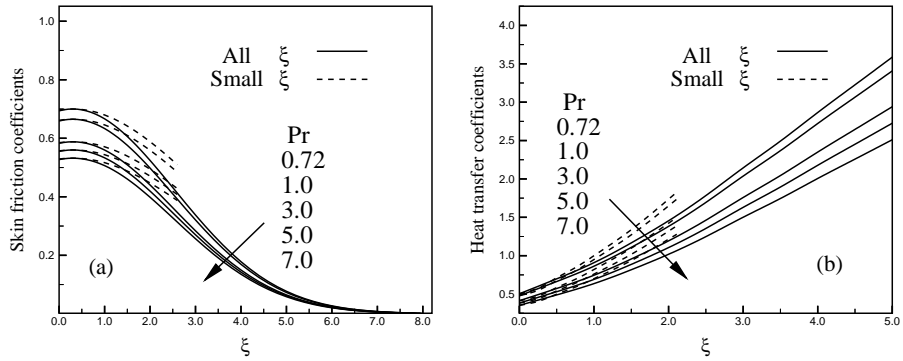 1.0
0.8
0.6
0.4
0.2
Skin friction coefficients
All ξ
Small ξ
Pr
0.72
1.0
3.0
5.0
7.0
(a)
0.0 1.0 2.0 3.0 4.0 5.0 6.0 7.0 8.0
ξ
4.0
3.5
3.0
2.5
2.0
1.5
1.0
0.5
Heat transfer coefficients
All ξ
Small ξ
Pr
0.72
1.0
3.0
5.0
7.0
(b)
0.0 1.0 2.0 3.0 4.0 5.0
ξ